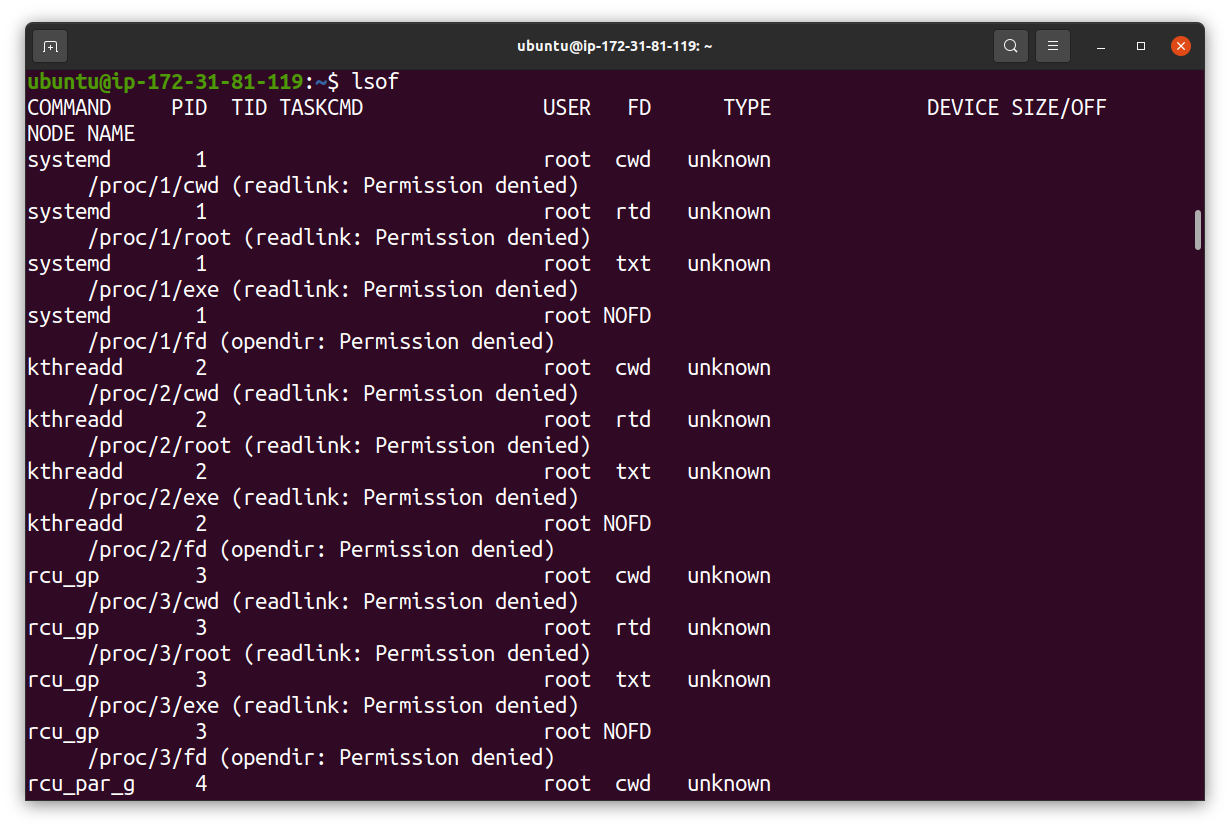 ubuntu@ip-172-31-81-119: ~
ubuntu@ip-172-31-81-119:~$ lsof
COMMAND     PID  TID TASKCMD               USER   FD      TYPE             DEVICE SIZE/OFF
NODE NAME
systemd       1                            root  cwd   unknown
     /proc/1/cwd (readlink: Permission denied)
systemd       1                            root  rtd   unknown
     /proc/1/root (readlink: Permission denied)
systemd       1                            root  txt   unknown
     /proc/1/exe (readlink: Permission denied)
systemd       1                            root NOFD
     /proc/1/fd (opendir: Permission denied)
kthreadd      2                            root  cwd   unknown
     /proc/2/cwd (readlink: Permission denied)
kthreadd      2                            root  rtd   unknown
     /proc/2/root (readlink: Permission denied)
kthreadd      2                            root  txt   unknown
     /proc/2/exe (readlink: Permission denied)
kthreadd      2                            root NOFD
     /proc/2/fd (opendir: Permission denied)
rcu_gp        3                            root  cwd   unknown
     /proc/3/cwd (readlink: Permission denied)
rcu_gp        3                            root  rtd   unknown
     /proc/3/root (readlink: Permission denied)
rcu_gp        3                            root  txt   unknown
     /proc/3/exe (readlink: Permission denied)
rcu_gp        3                            root NOFD
     /proc/3/fd (opendir: Permission denied)
rcu_par_g     4                            root  cwd   unknown